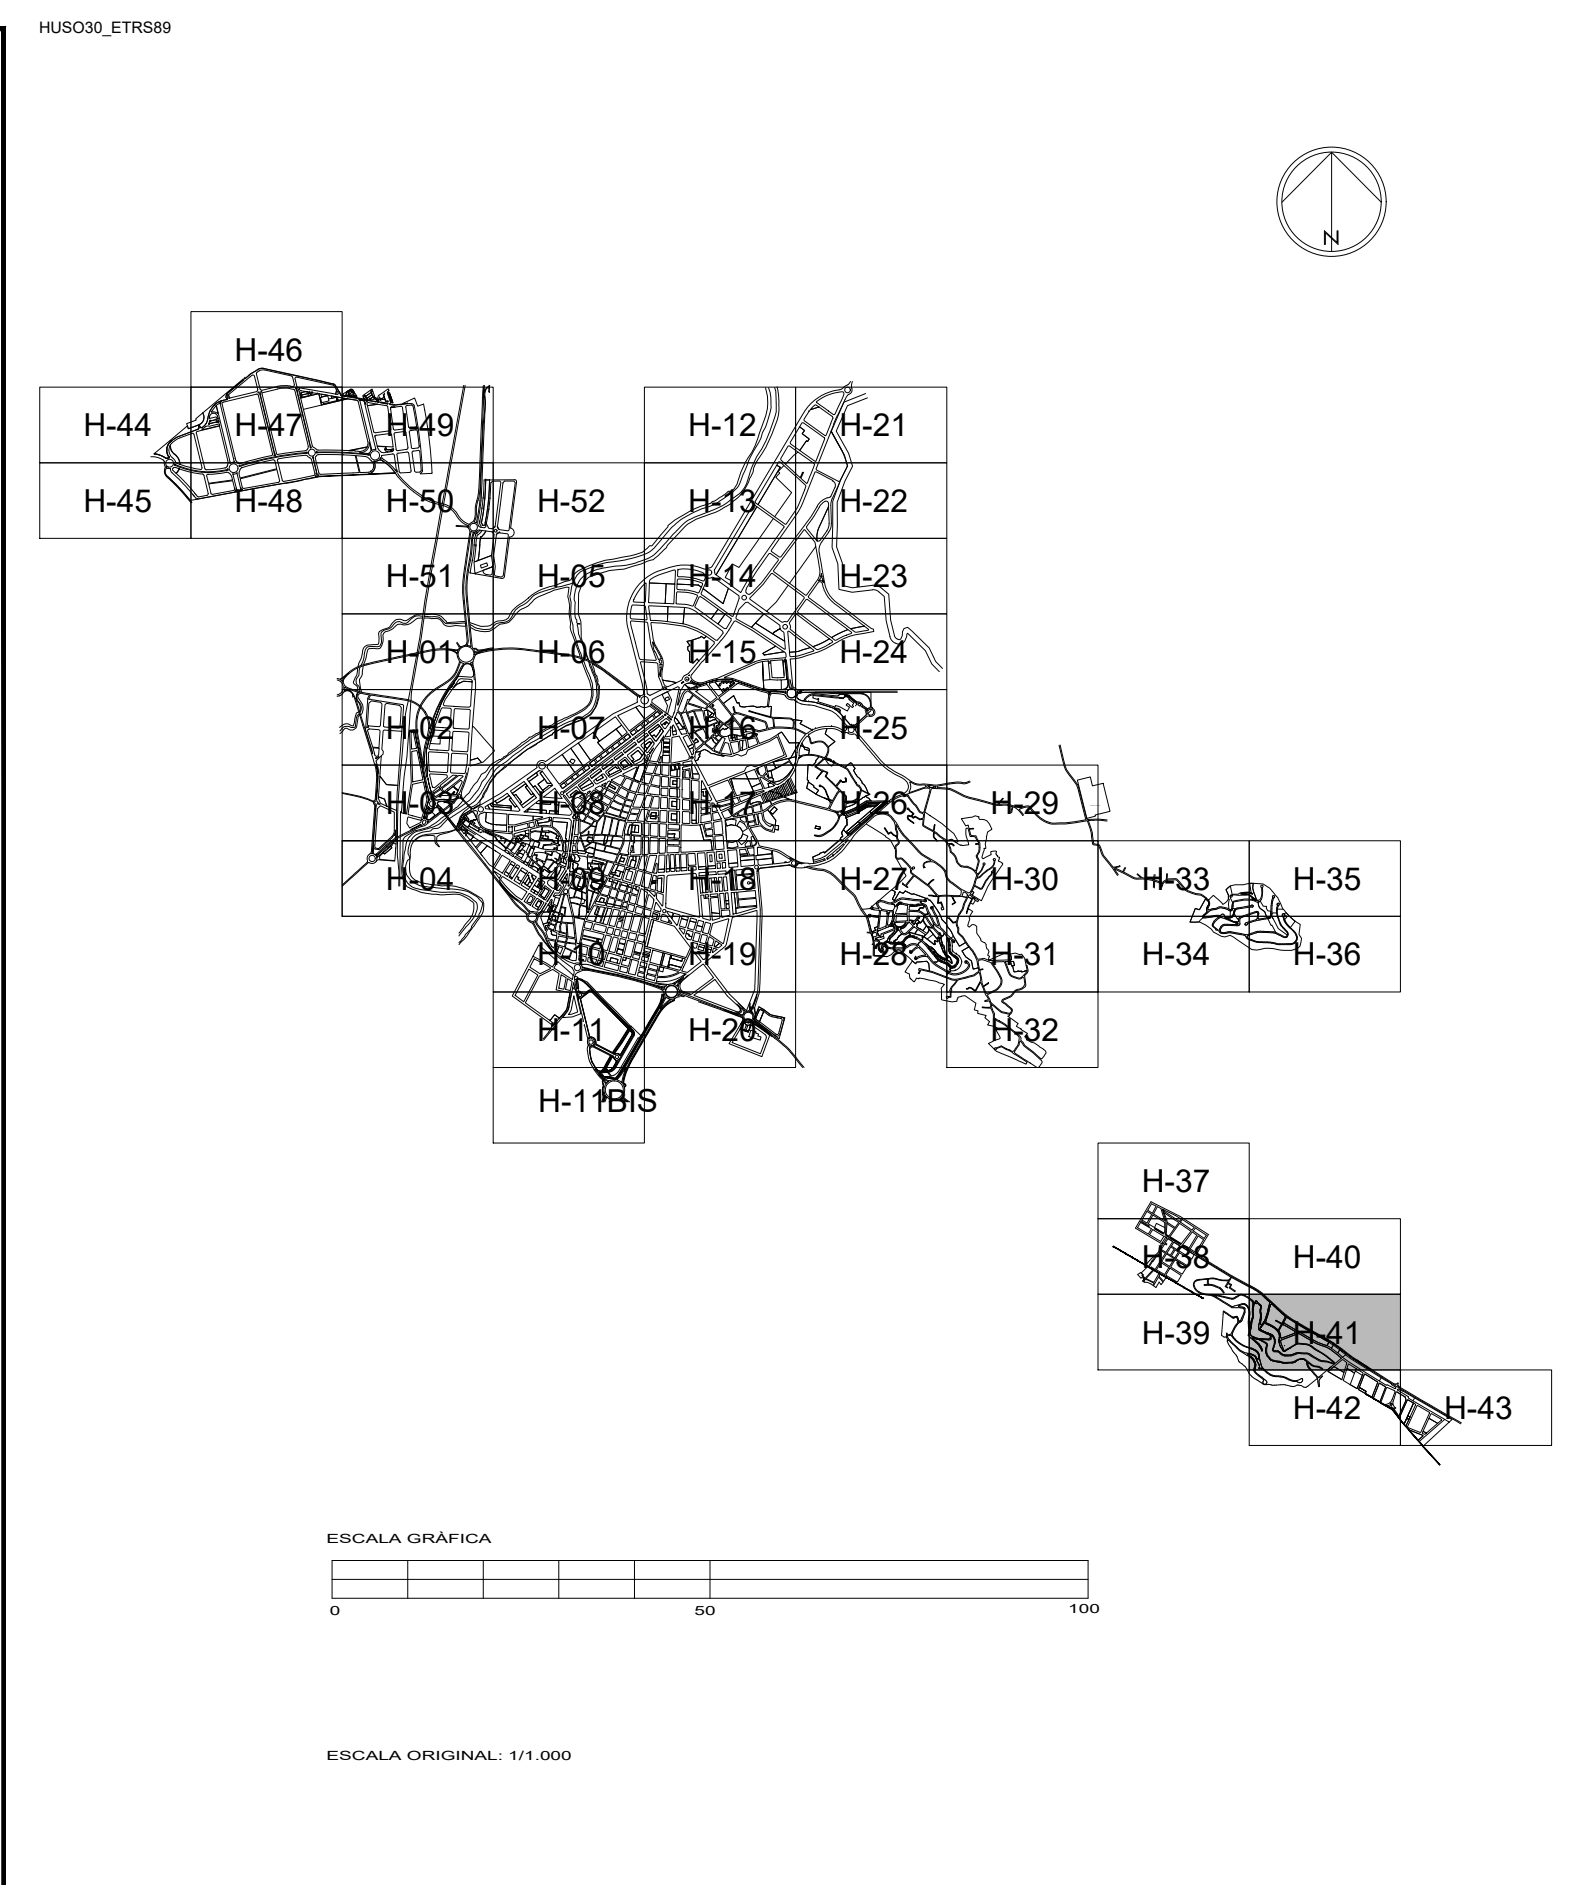 HUSO30_ETRS89
N
H-46
H-44 H-47 H-49 H-12 H-21
H-45 H-48 H-50 H-52 H-13 H-22
H-51 H-05 H-14 H-23
H-01 H-06 H-15 H-24
H-02 H-07 H-16 H-25
H-03 H-08 H-17 H-26 H-29
H-04 H-09 H-18 H-27 H-30 H-33 H-35
H-10 H-19 H-28 H-31 H-34 H-36
H-11 H-20 H-32
H-11BIS
H-37
H-38 H-40
H-39 H-41
H-42 H-43
ESCALA GRÀFICA
0 50 100
ESCALA ORIGINAL: 1/1.000